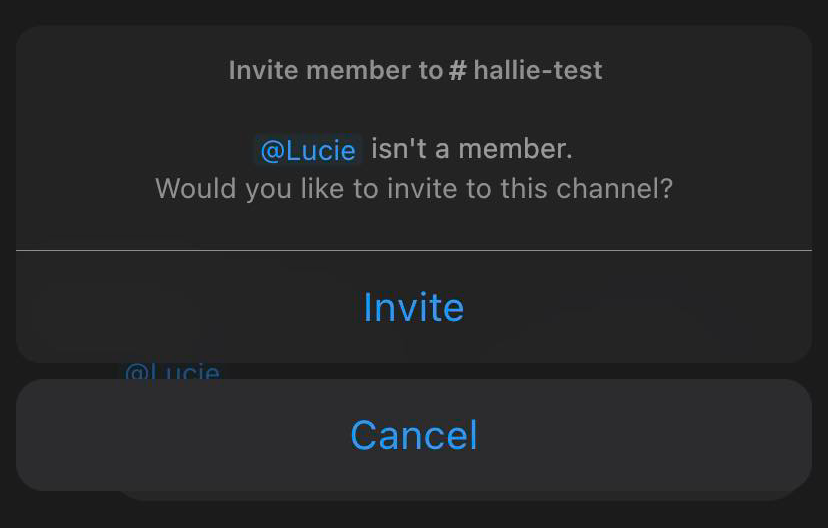 Invite member to # hallie-test
@Lucie isn't a member.
Would you like to invite to this channel?
Invite
@Lucie
Cancel